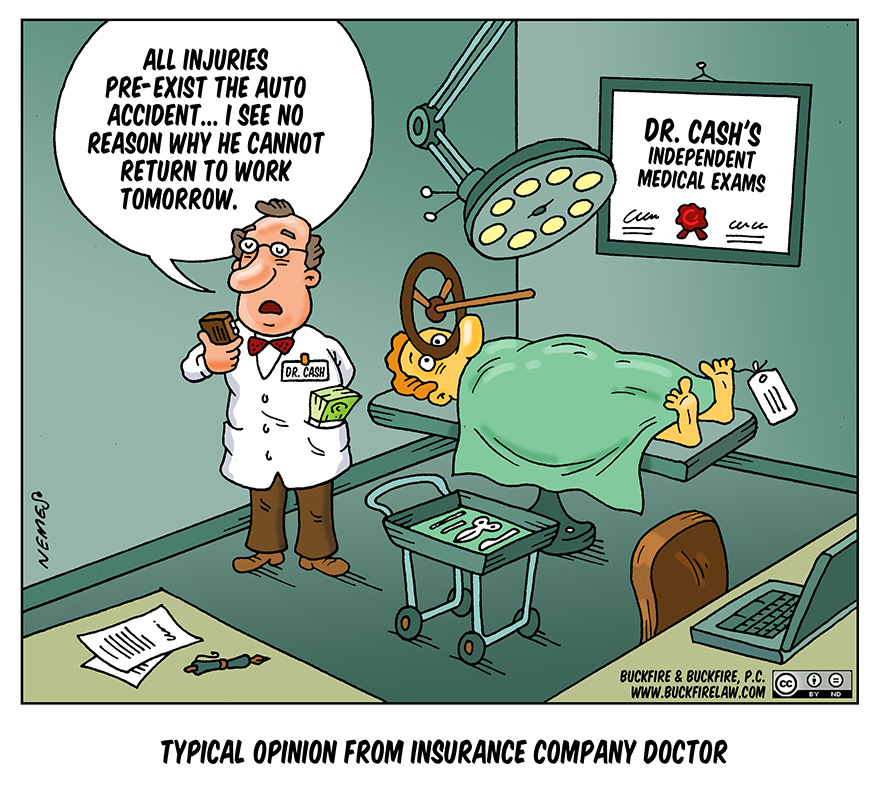 ALL INJURIES
PRE-EXIST THE AUTO
ACCIDENT... I SEE NO
REASON WHY HE CANNOT
RETURN TO WORK
TOMORROW.
DR. CASH'S
INDEPENDENT
MEDICAL EXAMS
DR. CASH
NEMES
BUCKFIRE & BUCKFIRE, P.C.
WWW.BUCKFIRELAW.COM
CC
BY ND
TYPICAL OPINION FROM INSURANCE COMPANY DOCTOR